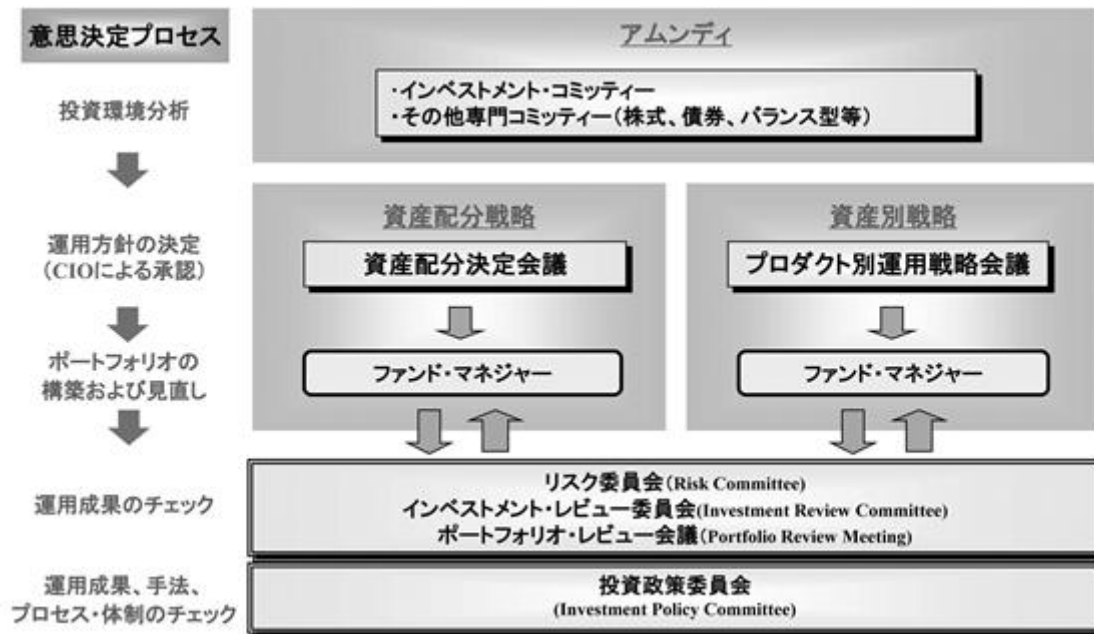 意思決定プロセス
アムンディ
・インベストメント・コミッティー
・その他専門コミッティー(株式、債券、バランス型等)
投資環境分析
資産配分戦略
資産別戦略
運用方針の決定
(CIOによる承認)
資産配分決定会議
プロダクト別運用戦略会議
ポートフォリオの
構築および見直し
ファンド・マネジャー
ファンド・マネジャー
運用成果のチェック
リスク委員会(Risk Committee)
インベストメント・レビュー委員会(Investment Review Committee)
ポートフォリオ・レビュー会議(Portfolio Review Meeting)
運用成果、手法、
プロセス・体制のチェック
投資政策委員会
(Investment Policy Committee)